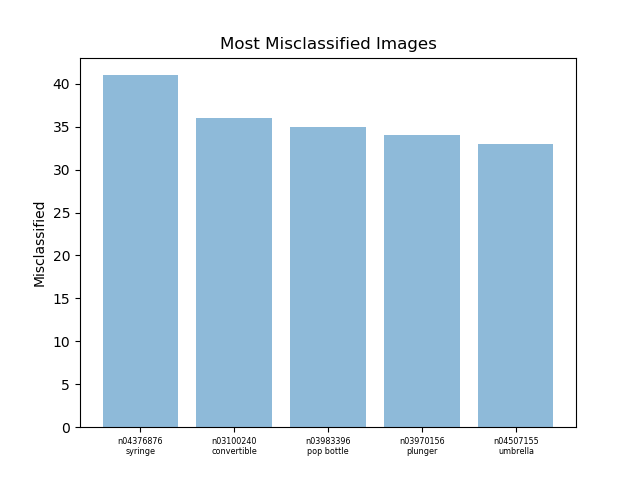 Most Misclassified Images
Misclassified
40
35
30
25
20
15
10
5
0
n04376876 n03100240 n03983396 n03970156 n04507155
syringe convertible pop bottle plunger umbrella